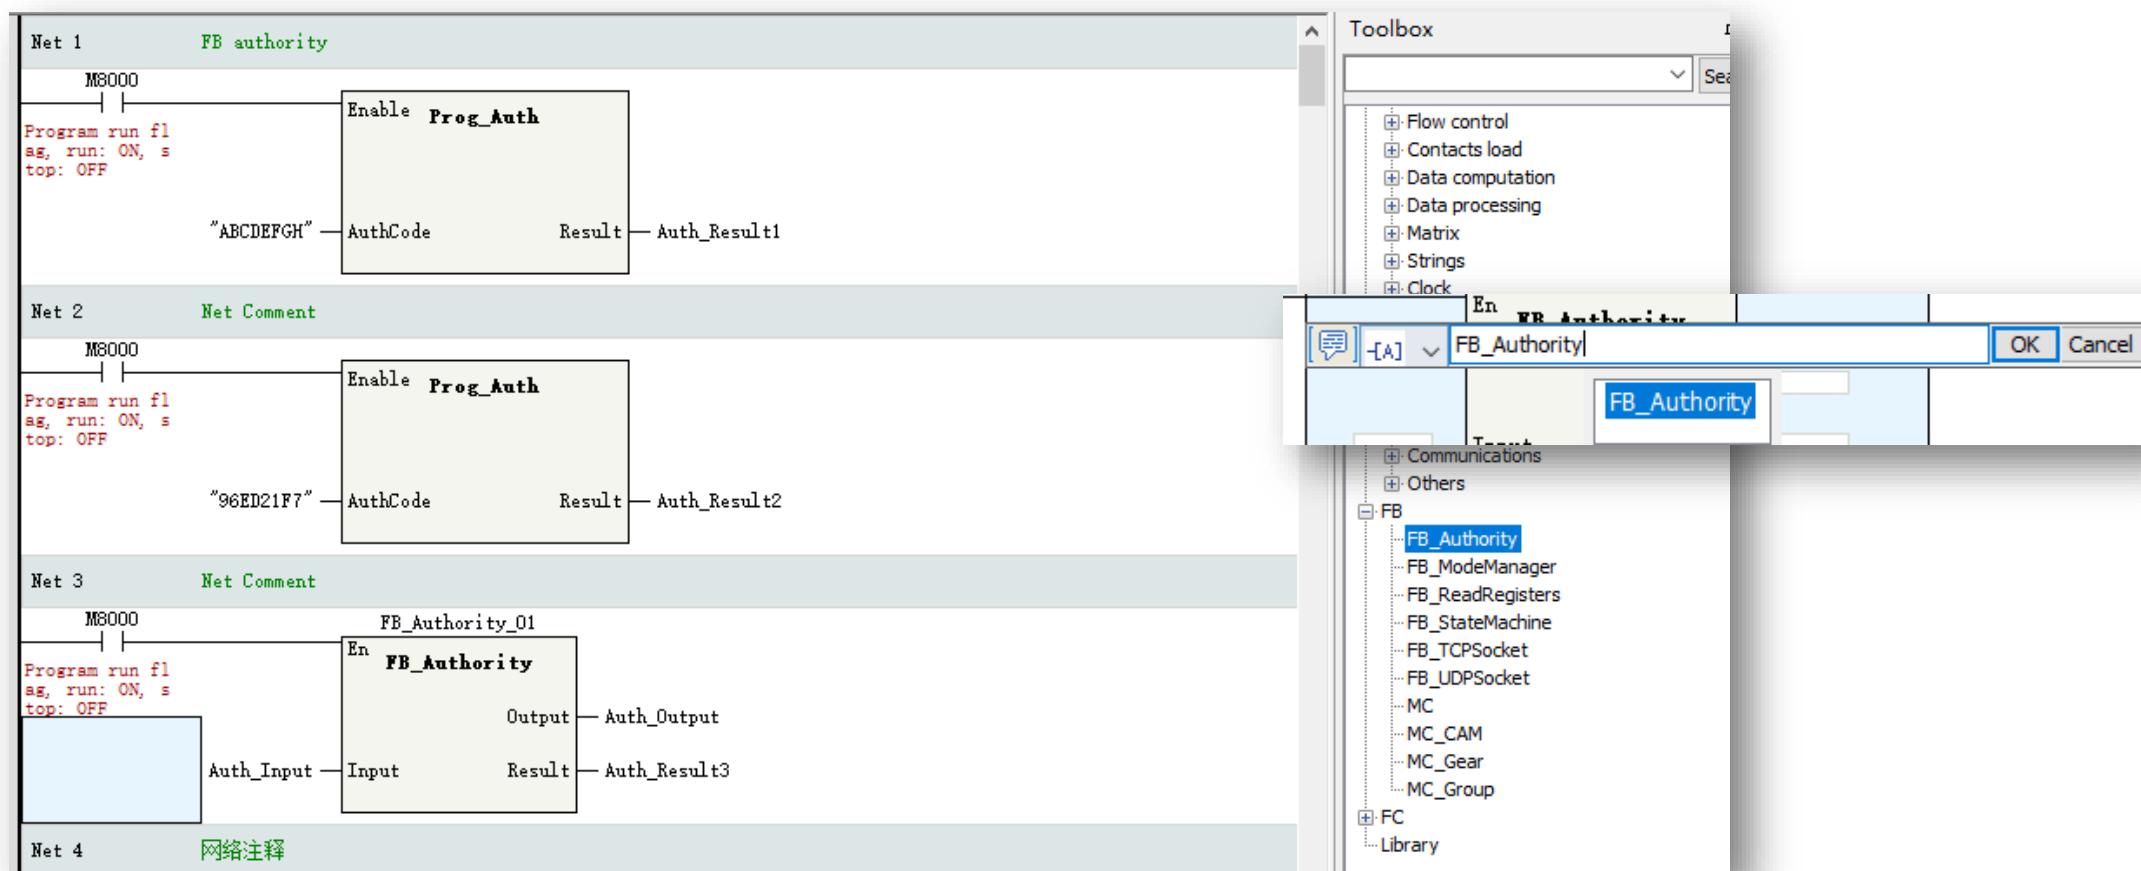 Net 1 FB authority
M8000
Program run fl
ag, run: ON, s
top: OFF
Enable Prog_Auth
"ABCDEFGH" AuthCode Result Auth_Result1
Net 2 Net Comment
M8000
Program run fl
ag, run: ON, s
top: OFF
Enable Prog_Auth
"96ED21F7" AuthCode Result Auth_Result2
Net 3 Net Comment
M8000
Program run fl
ag, run: ON, s
top: OFF
FB_Authority_01
En FB_Authority
Output Auth_Output
Auth_Input Input Result Auth_Result3
Net 4 网络注释
Toolbox
Flow control
Contacts load
Data computation
Data processing
Matrix
Strings
Clock
En
FB_Authority
[A] FB_Authority OK Cancel
FB_Authority
Input
Communications
Others
FB
FB_Authority
FB_ModeManager
FB_ReadRegisters
FB_StateMachine
FB_TCPSocket
FB_UDPSocket
MC
MC_CAM
MC_Gear
MC_Group
FC
Library